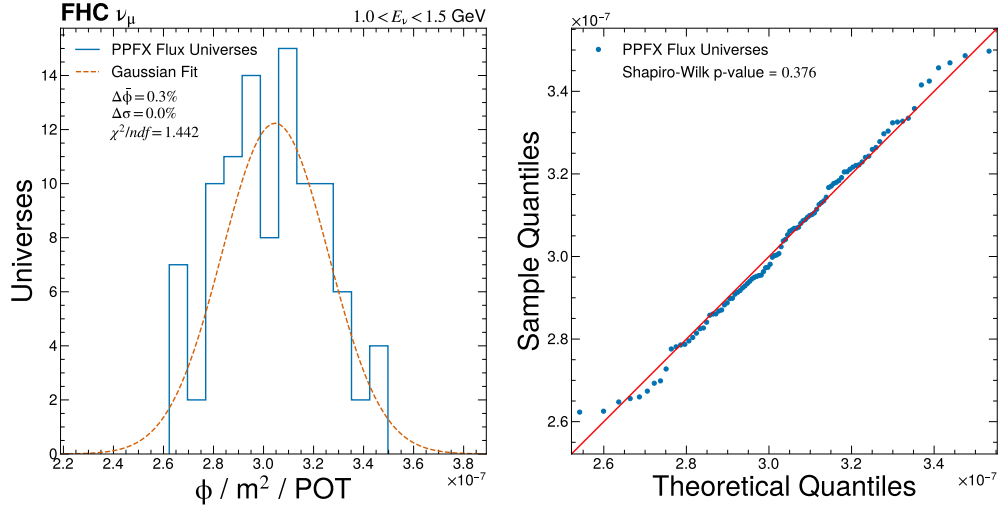 FHC νμ
1.0 < Eν < 1.5 GeV
PPFX Flux Universes
Gaussian Fit
Δϕ̄ = 0.3%
Δσ = 0.0%
χ²/ndf = 1.442
Universes
14
12
10
8
6
4
2
0
2.2 2.4 2.6 2.8 3.0 3.2 3.4 3.6 3.8
×10⁻⁷
ϕ / m² / POT
×10⁻⁷
PPFX Flux Universes
Shapiro-Wilk p-value = 0.376
Sample Quantiles
3.4
3.2
3.0
2.8
2.6
2.6 2.8 3.0 3.2 3.4
×10⁻⁷
Theoretical Quantiles